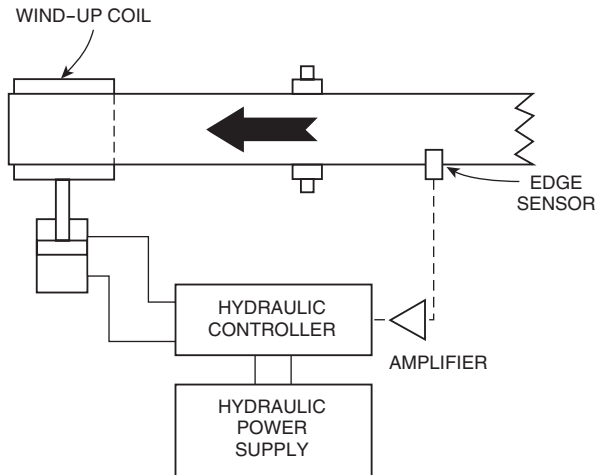 WIND-UP COIL
EDGE
SENSOR
HYDRAULIC
CONTROLLER
AMPLIFIER
HYDRAULIC
POWER
SUPPLY